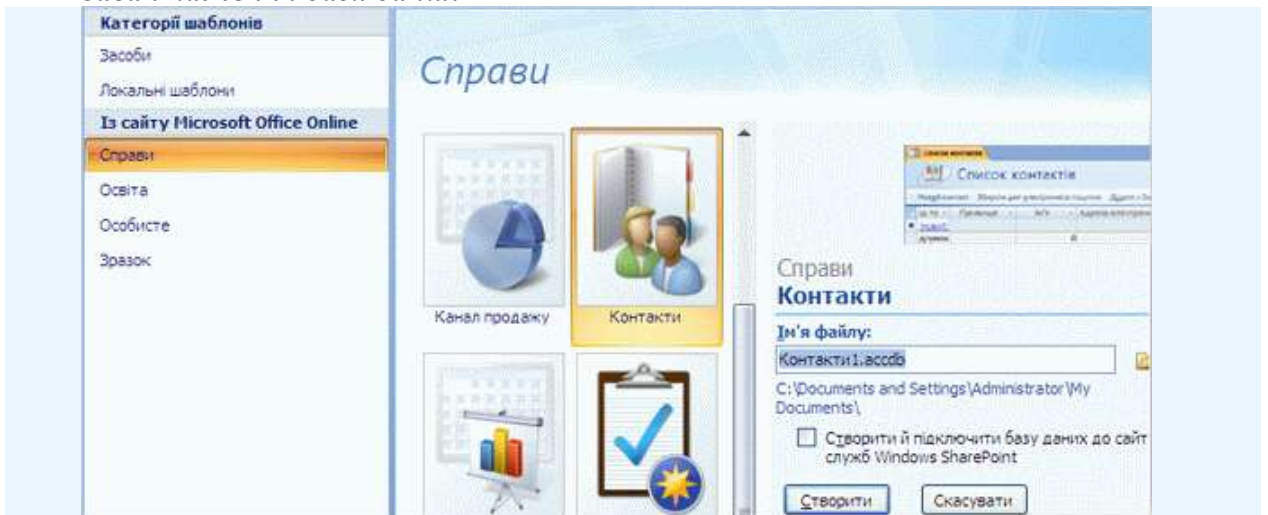 Категорії шаблонів
Засоби
Локальні шаблони
Із сайту Microsoft Office Online
Справи
Освіта
Особисте
Зразок
Справи
Канал продажу
Контакти
Список контактів
Справи
Контакти
Ім'я файлу:
Контакти1.accdb
C:\Documents and Settings\Administrator\My
Documents\
Створити й підключити базу даних до сайт
служб Windows SharePoint
Створити
Скасувати